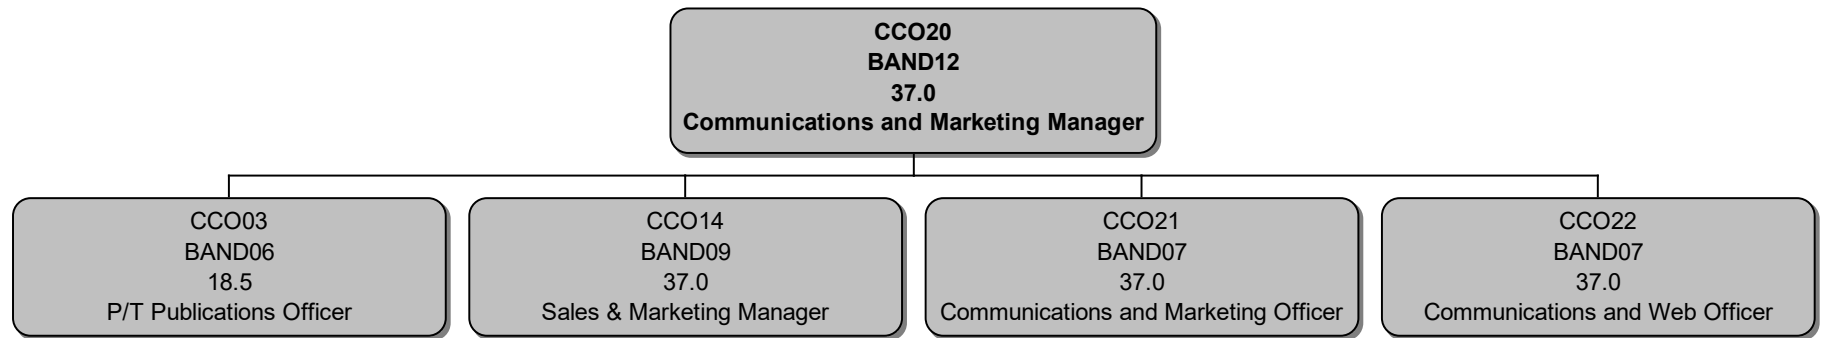 CCO20
BAND12
37.0
Communications and Marketing Manager
CCO03
BAND06
18.5
P/T Publications Officer
CCO14
BAND09
37.0
Sales & Marketing Manager
CCO21
BAND07
37.0
Communications and Marketing Officer
CCO22
BAND07
37.0
Communications and Web Officer